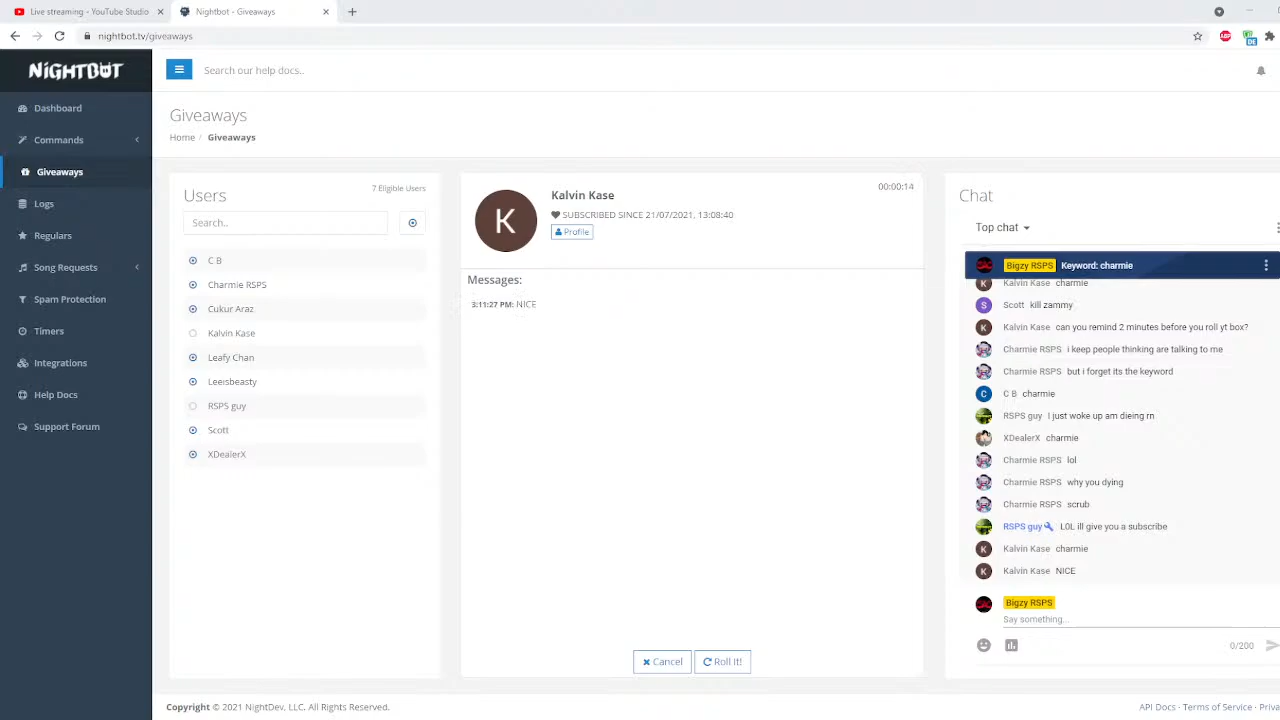 Live streaming - YouTube Studio
Nightbot - Giveaways
nightbot.tv/giveaways
NIGHTBOT
Search our help docs..
Dashboard
Commands
Giveaways
Logs
Regulars
Song Requests
Spam Protection
Timers
Integrations
Help Docs
Support Forum
Giveaways
Home / Giveaways
Users
7 Eligible Users
Search..
C B
Charmie RSPS
Cukur Araz
Kalvin Kase
Leafy Chan
Leeisbeasty
RSPS guy
Scott
XDealerX
Kalvin Kase
00:00:14
SUBSCRIBED SINCE 21/07/2021, 13:08:40
Profile
Messages:
3:11:27 PM: NICE
Cancel
Roll It!
Chat
Top chat
Bigzy RSPS Keyword: charmie
Kalvin Kase charmie
Scott kill zammy
Kalvin Kase can you remind 2 minutes before you roll yt box?
Charmie RSPS i keep people thinking are talking to me
Charmie RSPS but i forget its the keyword
C B charmie
RSPS guy I just woke up am dieing rn
XDealerX charmie
Charmie RSPS lol
Charmie RSPS why you dying
Charmie RSPS scrub
RSPS guy LOL ill give you a subscribe
Kalvin Kase charmie
Kalvin Kase NICE
Bigzy RSPS
Say something...
0/200
Copyright © 2021 NightDev, LLC. All Rights Reserved.
API Docs · Terms of Service · Priva